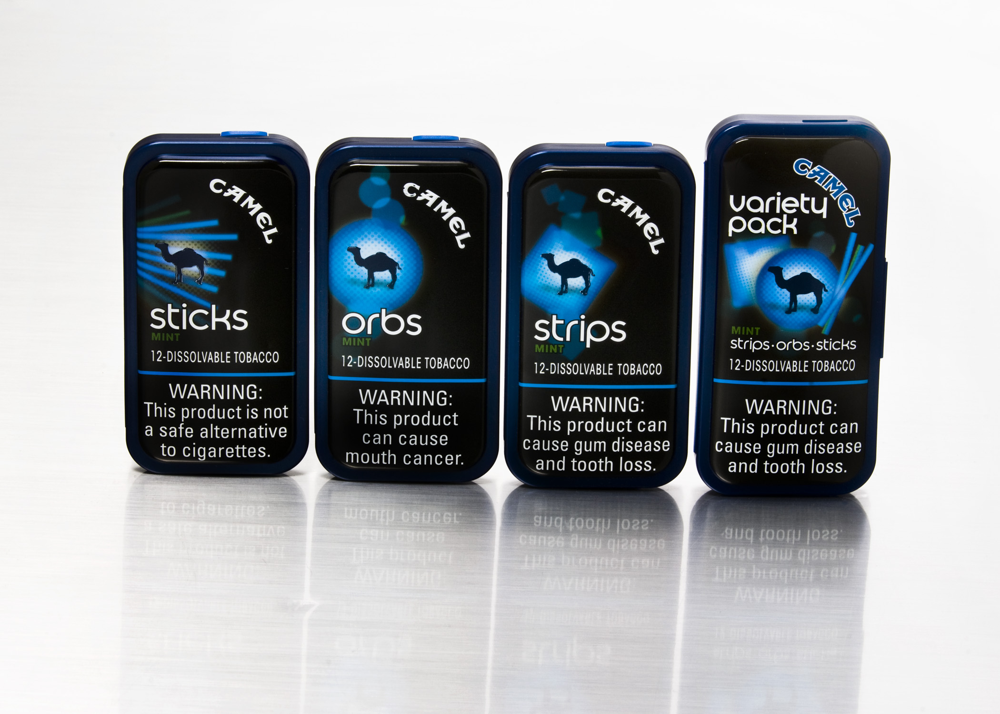 CAMEL
sticks
MINT
12-DISSOLVABLE TOBACCO
WARNING:
This product is not
a safe alternative
to cigarettes.
CAMEL
orbs
MINT
12-DISSOLVABLE TOBACCO
WARNING:
This product
can cause
mouth cancer.
CAMEL
strips
MINT
12-DISSOLVABLE TOBACCO
WARNING:
This product can
cause gum disease
and tooth loss.
CAMEL
variety
pack
MINT
strips·orbs·sticks
12-DISSOLVABLE TOBACCO
WARNING:
This product can
cause gum disease
and tooth loss.